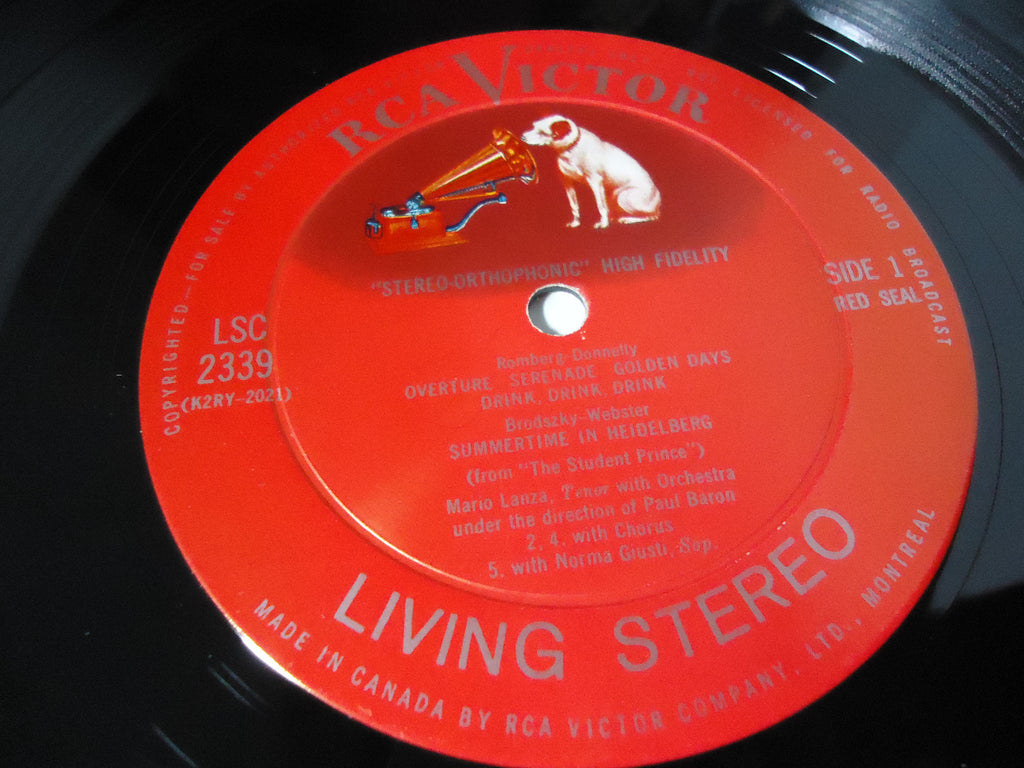 RCA VICTOR
COPYRIGHTED—FOR SALE BY
LICENSED FOR RADIO BROADCAST
"STEREO-ORTHOPHONIC" HIGH FIDELITY
SIDE 1
RED SEAL
LSC
2339
(K2RY-2021)
Romberg-Donnelly
OVERTURE SERENADE GOLDEN DAYS
DRINK, DRINK, DRINK
Brodszky-Webster
SUMMERTIME IN HEIDELBERG
(from "The Student Prince")
Mario Lanza, Tenor with Orchestra
under the direction of Paul Baron
2, 4, with Chorus
5, with Norma Giusti, Sop.
LIVING STEREO
MADE IN CANADA BY RCA VICTOR COMPANY, LTD., MONTREAL